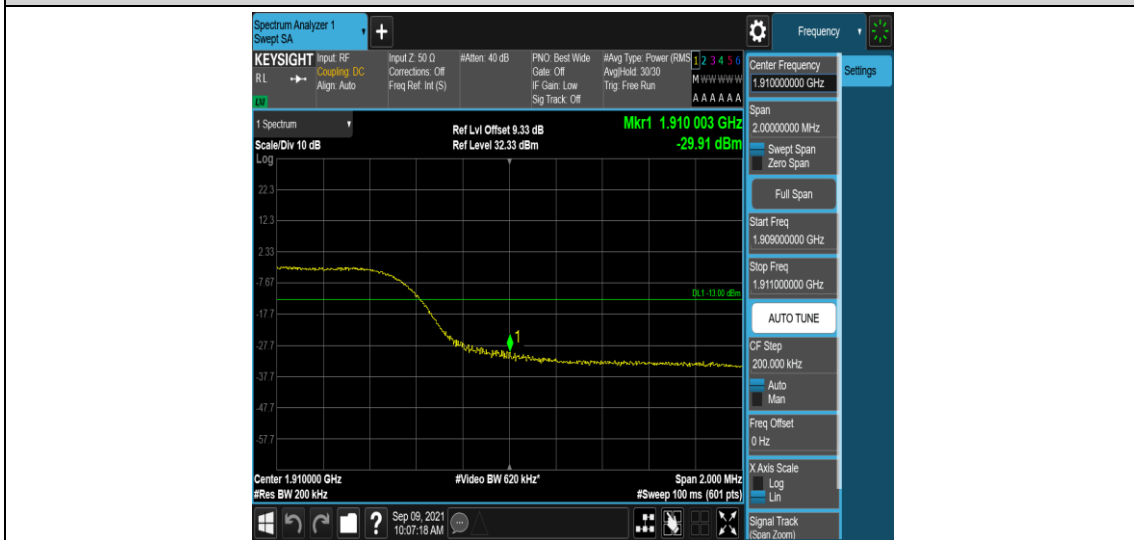 Spectrum Analyzer 1
Swept SA
+
Frequency
KEYSIGHT
RL
LXI
Input: RF
Coupling: DC
Align: Auto
Input Z: 50 Ω
Corrections: Off
Freq Ref: Int (S)
#Atten: 40 dB
PNO: Best Wide
Gate: Off
IF Gain: Low
Sig Track: Off
#Avg Type: Power (RMS
Avg|Hold: 30/30
Trig: Free Run
1 2 3 4 5 6
M W W W W W
A A A A A A
1 Spectrum
Scale/Div 10 dB
Ref Lvl Offset 9.33 dB
Ref Level 32.33 dBm
Mkr1 1.910 003 GHz
-29.91 dBm
Log
22.3
12.3
2.33
-7.67
-17.7
-27.7
-37.7
-47.7
-57.7
DL1 -13.00 dBm
1
Center 1.910000 GHz
#Res BW 200 kHz
#Video BW 620 kHz*
Span 2.000 MHz
#Sweep 100 ms (601 pts)
Center Frequency
1.910000000 GHz
Settings
Span
2.00000000 MHz
Swept Span
Zero Span
Full Span
Start Freq
1.909000000 GHz
Stop Freq
1.911000000 GHz
AUTO TUNE
CF Step
200.000 kHz
Auto
Man
Freq Offset
0 Hz
X Axis Scale
Log
Lin
Signal Track
(Span Zoom)
?
Sep 09, 2021
10:07:18 AM